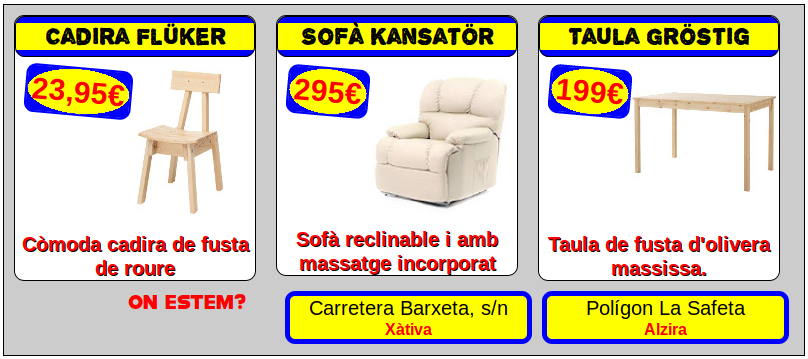 CADIRA FLÜKER
23,95€
Còmoda cadira de fusta
de roure
SOFÀ KANSATÖR
295€
Sofà reclinable i amb
massatge incorporat
TAULA GRÖSTIG
199€
Taula de fusta d'olivera
massissa.
ON ESTEM?
Carretera Barxeta, s/n
Xàtiva
Polígon La Safeta
Alzira